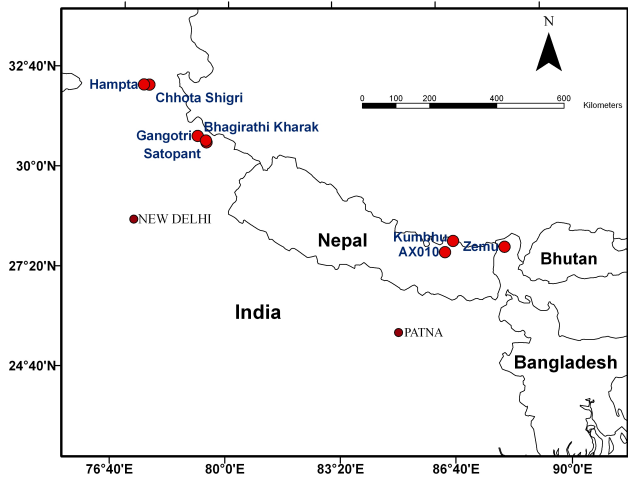 N
32°40'N
Hampta
Chhota Shigri
0 100 200 400 600
Kilometers
Bhagirathi Kharak
Gangotri
Satopant
30°0'N
NEW DELHI
Nepal
Kumbhu
Zemu
AX010
Bhutan
27°20'N
India
PATNA
Bangladesh
24°40'N
76°40'E 80°0'E 83°20'E 86°40'E 90°0'E